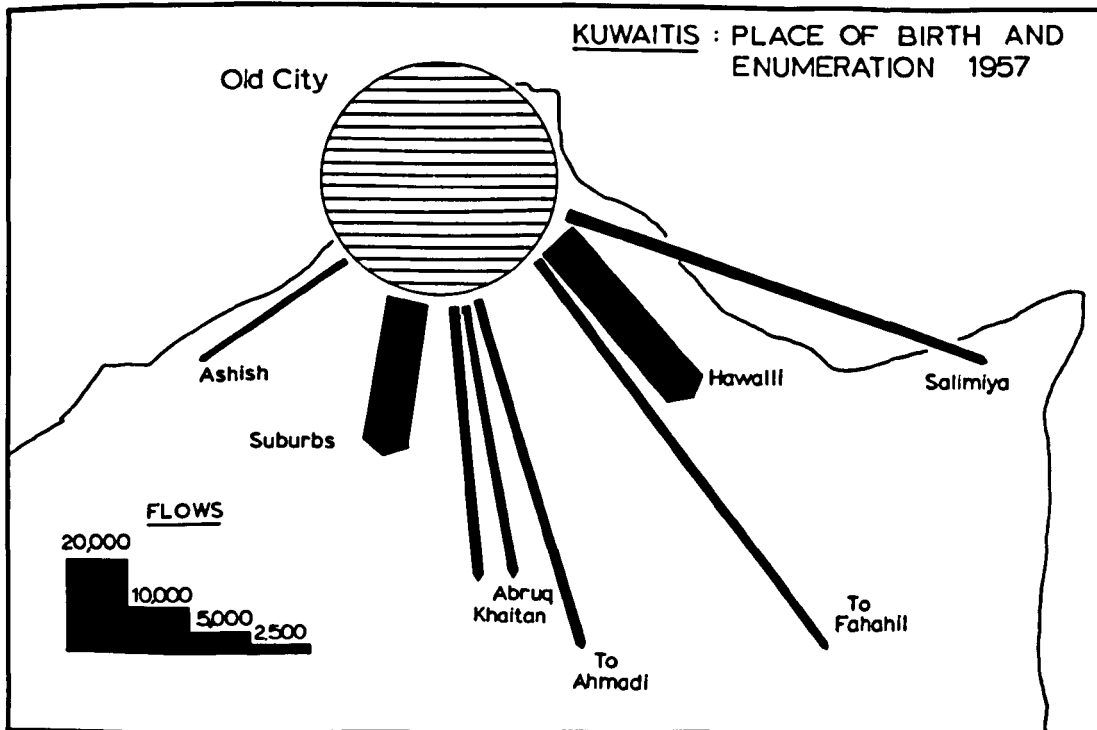 KUWAITIS : PLACE OF BIRTH AND
ENUMERATION 1957
Old City
Ashish
Suburbs
Hawalli
Salimiya
FLOWS
20,000
10,000
5,000
2,500
Abruq
Khaitan
To
Ahmadi
To
Fahahil